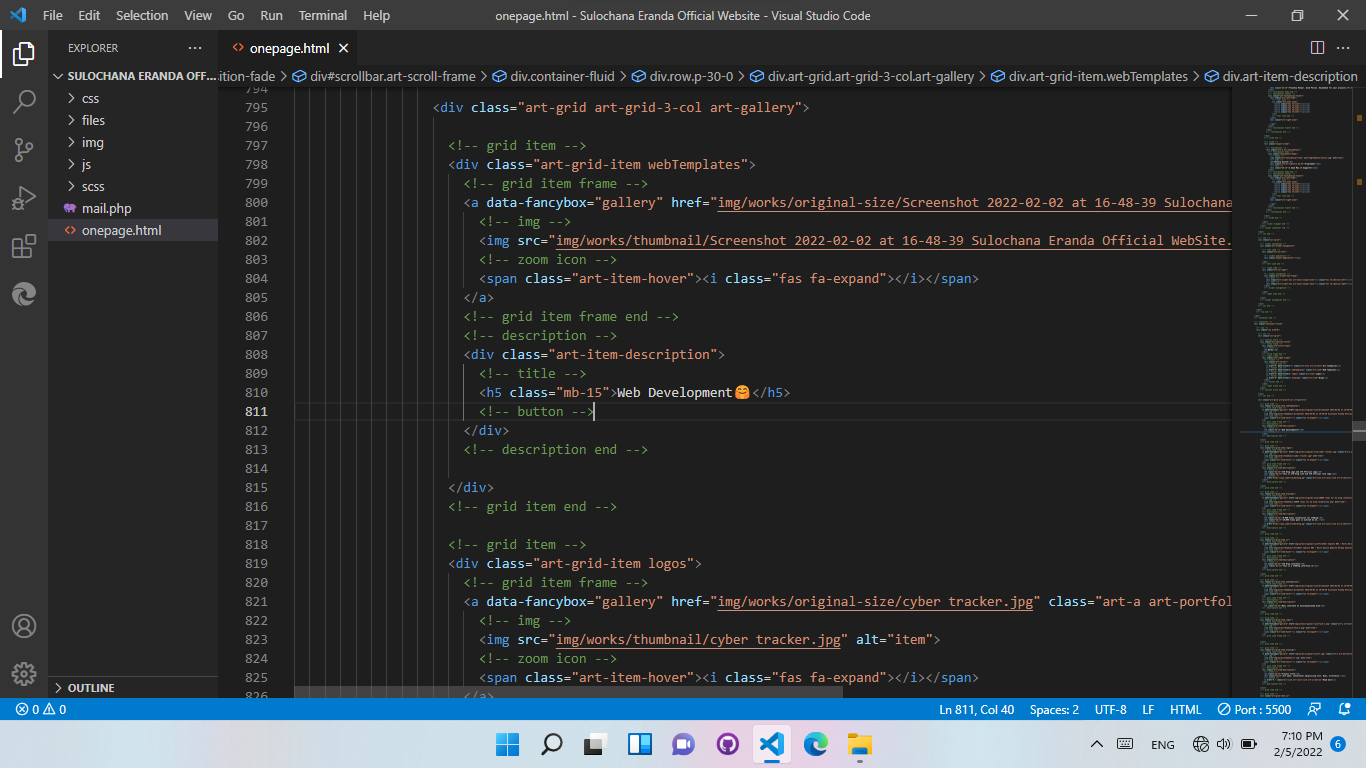 File Edit Selection View Go Run Terminal Help onepage.html - Sulochana Eranda Official Website - Visual Studio Code
EXPLORER ···
onepage.html
SULOCHANA ERANDA OFF...
ition-fade > div#scrollbar.art-scroll-frame > div.container-fluid > div.row.p-30-0 > div.art-grid.art-grid-3-col.art-gallery > div.art-grid-item.webTemplates > div.art-item-description
css
files
img
js
scss
mail.php
onepage.html
OUTLINE
794
795 <div class="art-grid art-grid-3-col art-gallery">
796
797 <!-- grid item -->
798 <div class="art-grid-item webTemplates">
799 <!-- grid item frame -->
800 <a data-fancybox="gallery" href="img/works/original-size/Screenshot 2022-02-02 at 16-48-39 Sulochana
801 <!-- img -->
802 <img src="img/works/thumbnail/Screenshot 2022-02-02 at 16-48-39 Sulochana Eranda Official WebSite.
803 <!-- zoom icon -->
804 <span class="art-item-hover"><i class="fas fa-expand"></i></span>
805 </a>
806 <!-- grid item frame end -->
807 <!-- description -->
808 <div class="art-item-description">
809 <!-- title -->
810 <h5 class="mb-15">Web Development🤗</h5>
811 <!-- button -->
812 </div>
813 <!-- description end -->
814
815 </div>
816 <!-- grid item end -->
817
818 <!-- grid item -->
819 <div class="art-grid-item logos">
820 <!-- grid item frame -->
821 <a data-fancybox="gallery" href="img/works/original-size/cyber tracker.jpg" class="art-a art-portfol
822 <!-- img -->
823 <img src="img/works/thumbnail/cyber tracker.jpg" alt="item">
824 <!-- zoom icon -->
825 <span class="art-item-hover"><i class="fas fa-expand"></i></span>
826 </a>
0 0 Ln 811, Col 40 Spaces: 2 UTF-8 LF HTML Port : 5500
ENG 7:10 PM 6
2/5/2022